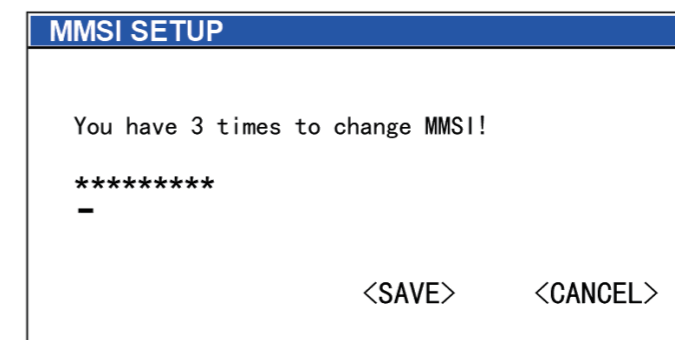 MMSI SETUP
You have 3 times to change MMSI!
*********
<SAVE> <CANCEL>